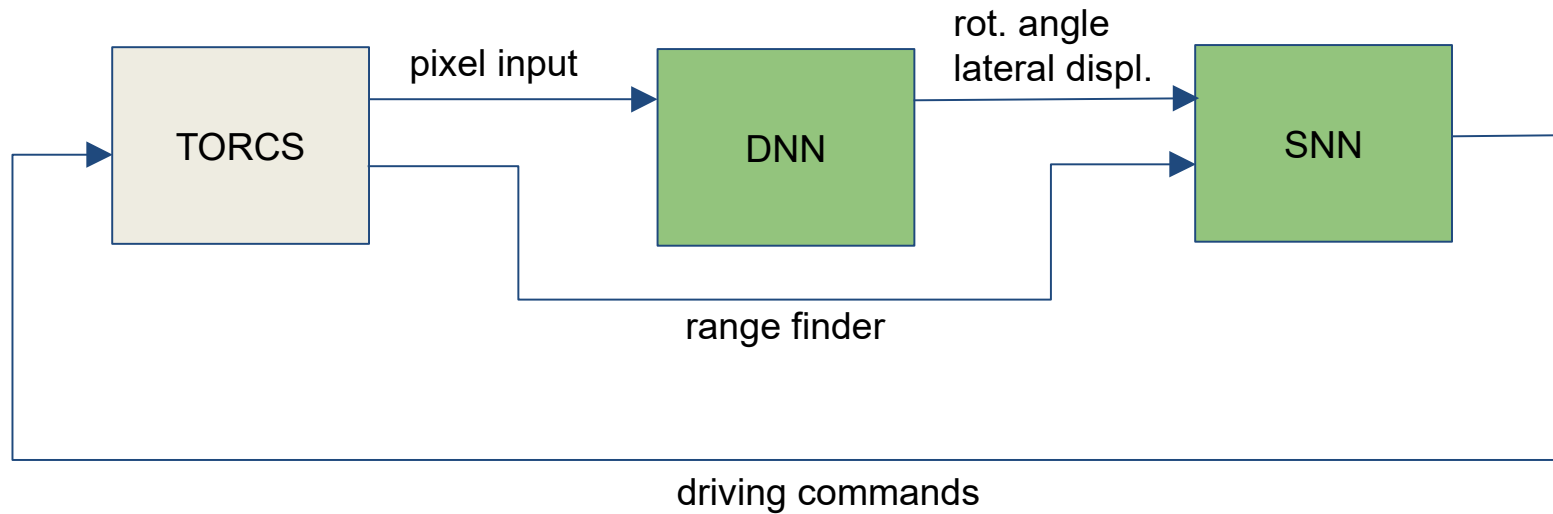 rot. angle
lateral displ.
pixel input
TORCS
DNN
SNN
range finder
driving commands